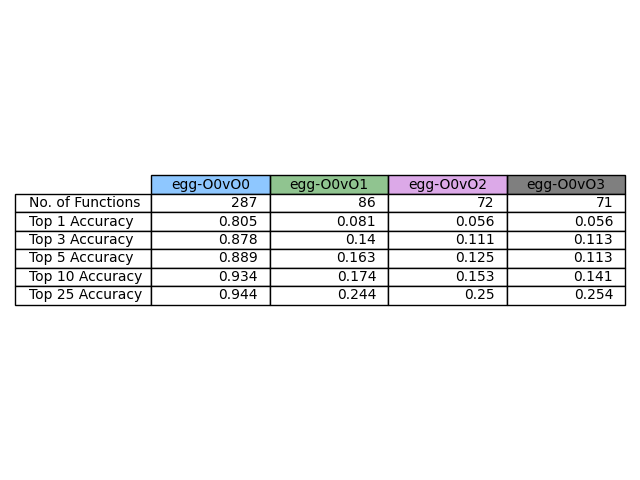 egg-O0vO0 egg-O0vO1 egg-O0vO2 egg-O0vO3
No. of Functions 287 86 72 71
Top 1 Accuracy 0.805 0.081 0.056 0.056
Top 3 Accuracy 0.878 0.14 0.111 0.113
Top 5 Accuracy 0.889 0.163 0.125 0.113
Top 10 Accuracy 0.934 0.174 0.153 0.141
Top 25 Accuracy 0.944 0.244 0.25 0.254